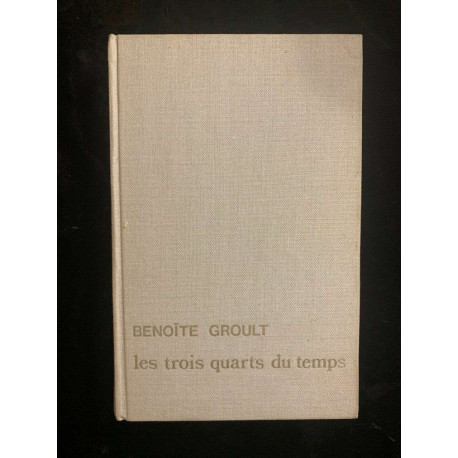 BENOÎTE GROULT
les trois quarts du temps